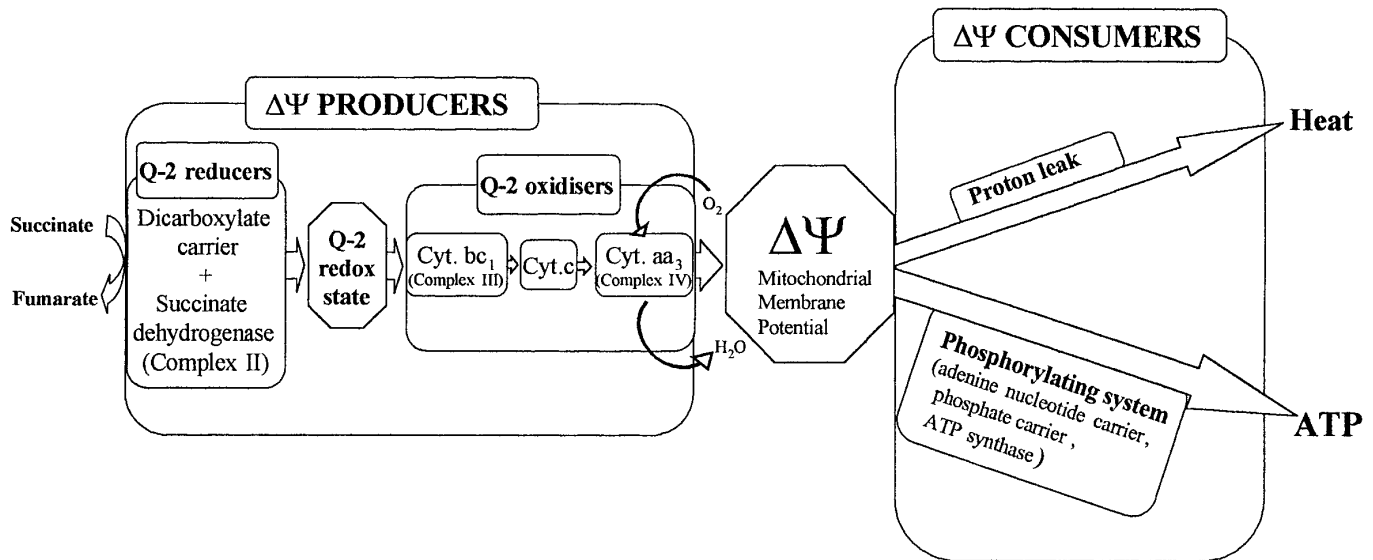 ΔΨ PRODUCERS
Q-2 reducers
Succinate
Fumarate
Dicarboxylate
carrier
+
Succinate
dehydrogenase
(Complex II)
Q-2
redox
state
Q-2 oxidisers
Cyt. bc₁
(Complex III)
Cyt.c
Cyt. aa₃
(Complex IV)
O₂
H₂O
ΔΨ
Mitochondrial
Membrane
Potential
ΔΨ CONSUMERS
Proton leak
Heat
Phosphorylating system
(adenine nucleotide carrier,
phosphate carrier ,
ATP synthase )
ATP